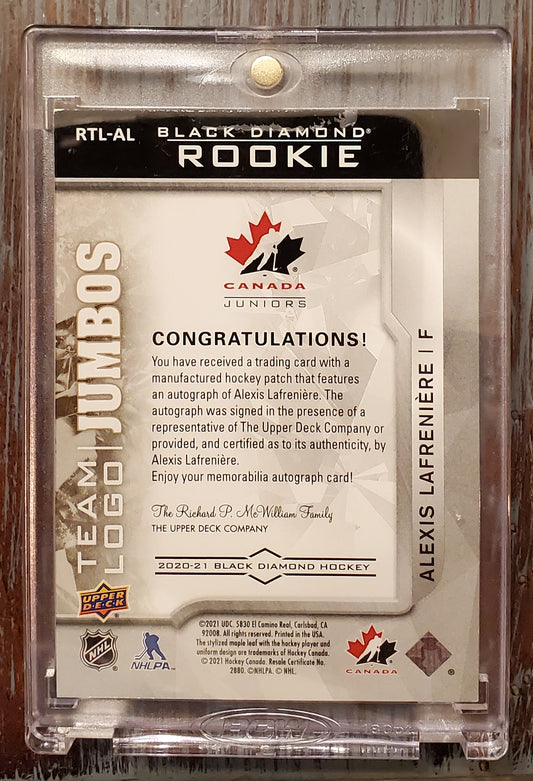 RTL-AL
BLACK DIAMOND®
ROOKIE
TEAM
LOGO
JUMBOS
®
CANADA
JUNIORS
CONGRATULATIONS!
You have received a trading card with a
manufactured hockey patch that features
an autograph of Alexis Lafrenière. The
autograph was signed in the presence of a
representative of The Upper Deck Company or
provided, and certified as to its authenticity, by
Alexis Lafrenière.
Enjoy your memorabilia autograph card!
The Richard P. McWilliam Family
THE UPPER DECK COMPANY
2020-21 BLACK DIAMOND HOCKEY
ALEXIS LAFRENIÈRE | F
UPPER
D·E·C·K
NHL
NHLPA
©2021 UDC. 5830 El Camino Real, Carlsbad, CA
92008. All rights reserved. Printed in the USA.
The stylized maple leaf with the hockey player and
uniform design are trademarks of Hockey Canada.
© 2021 Hockey Canada. Resale Certificate No.
2880. ©NHLPA. © NHL.
CANADA
®